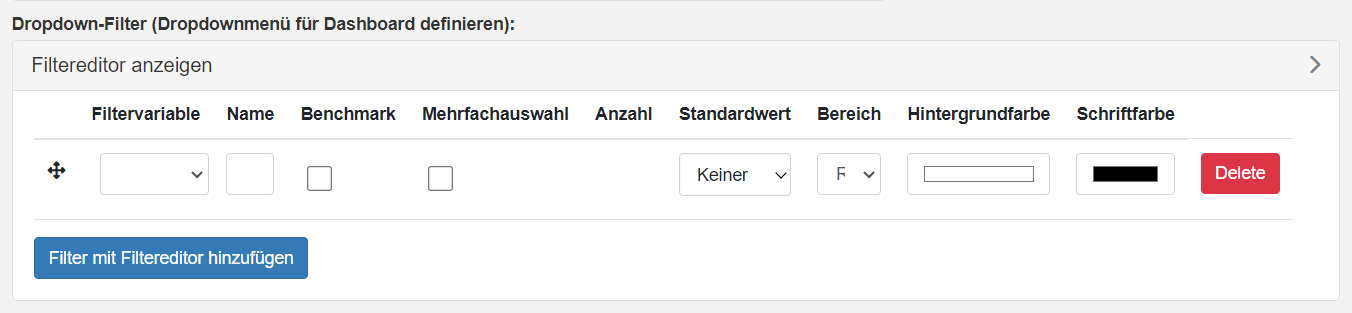 Dropdown-Filter (Dropdownmenü für Dashboard definieren):
Filtereditor anzeigen
Filtervariable Name Benchmark Mehrfachauswahl Anzahl Standardwert Bereich Hintergrundfarbe Schriftfarbe
Keiner Delete
Filter mit Filtereditor hinzufügen